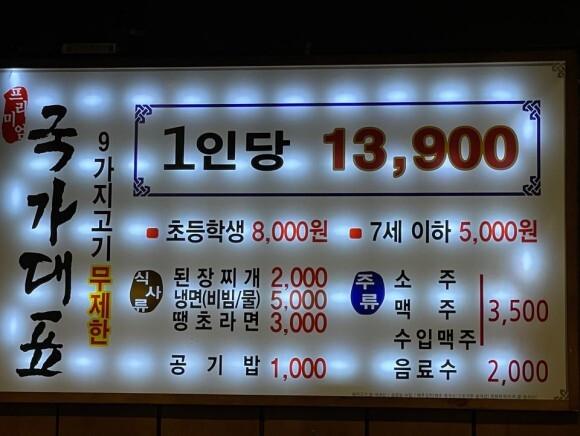 프리미엄
국가대표
9가지고기 무제한
1인당 13,900
초등학생 8,000원
7세 이하 5,000원
식사류
된장찌개 2,000
냉면(비빔/물) 5,000
땡초라면 3,000
공기밥 1,000
주류
소주
맥주 3,500
수입맥주
음료수 2,000